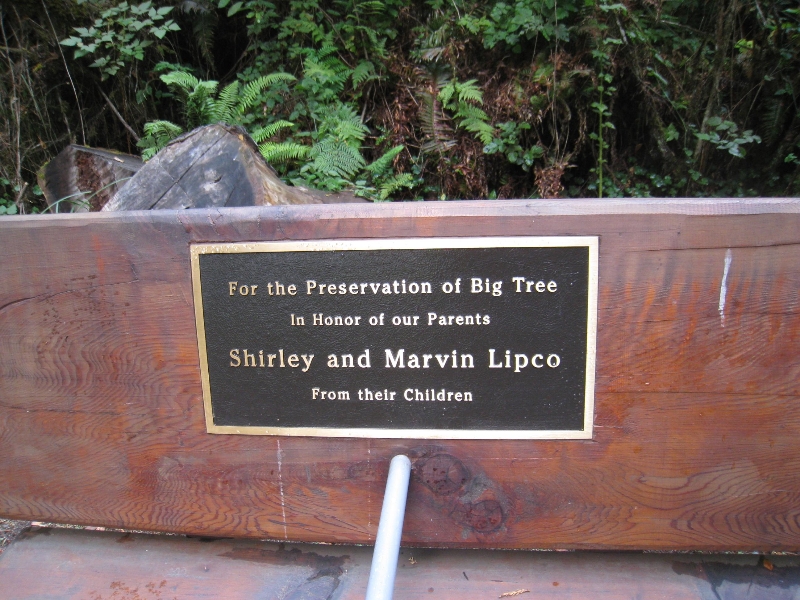 For the Preservation of Big Tree
In Honor of our Parents
Shirley and Marvin Lipco
From their Children